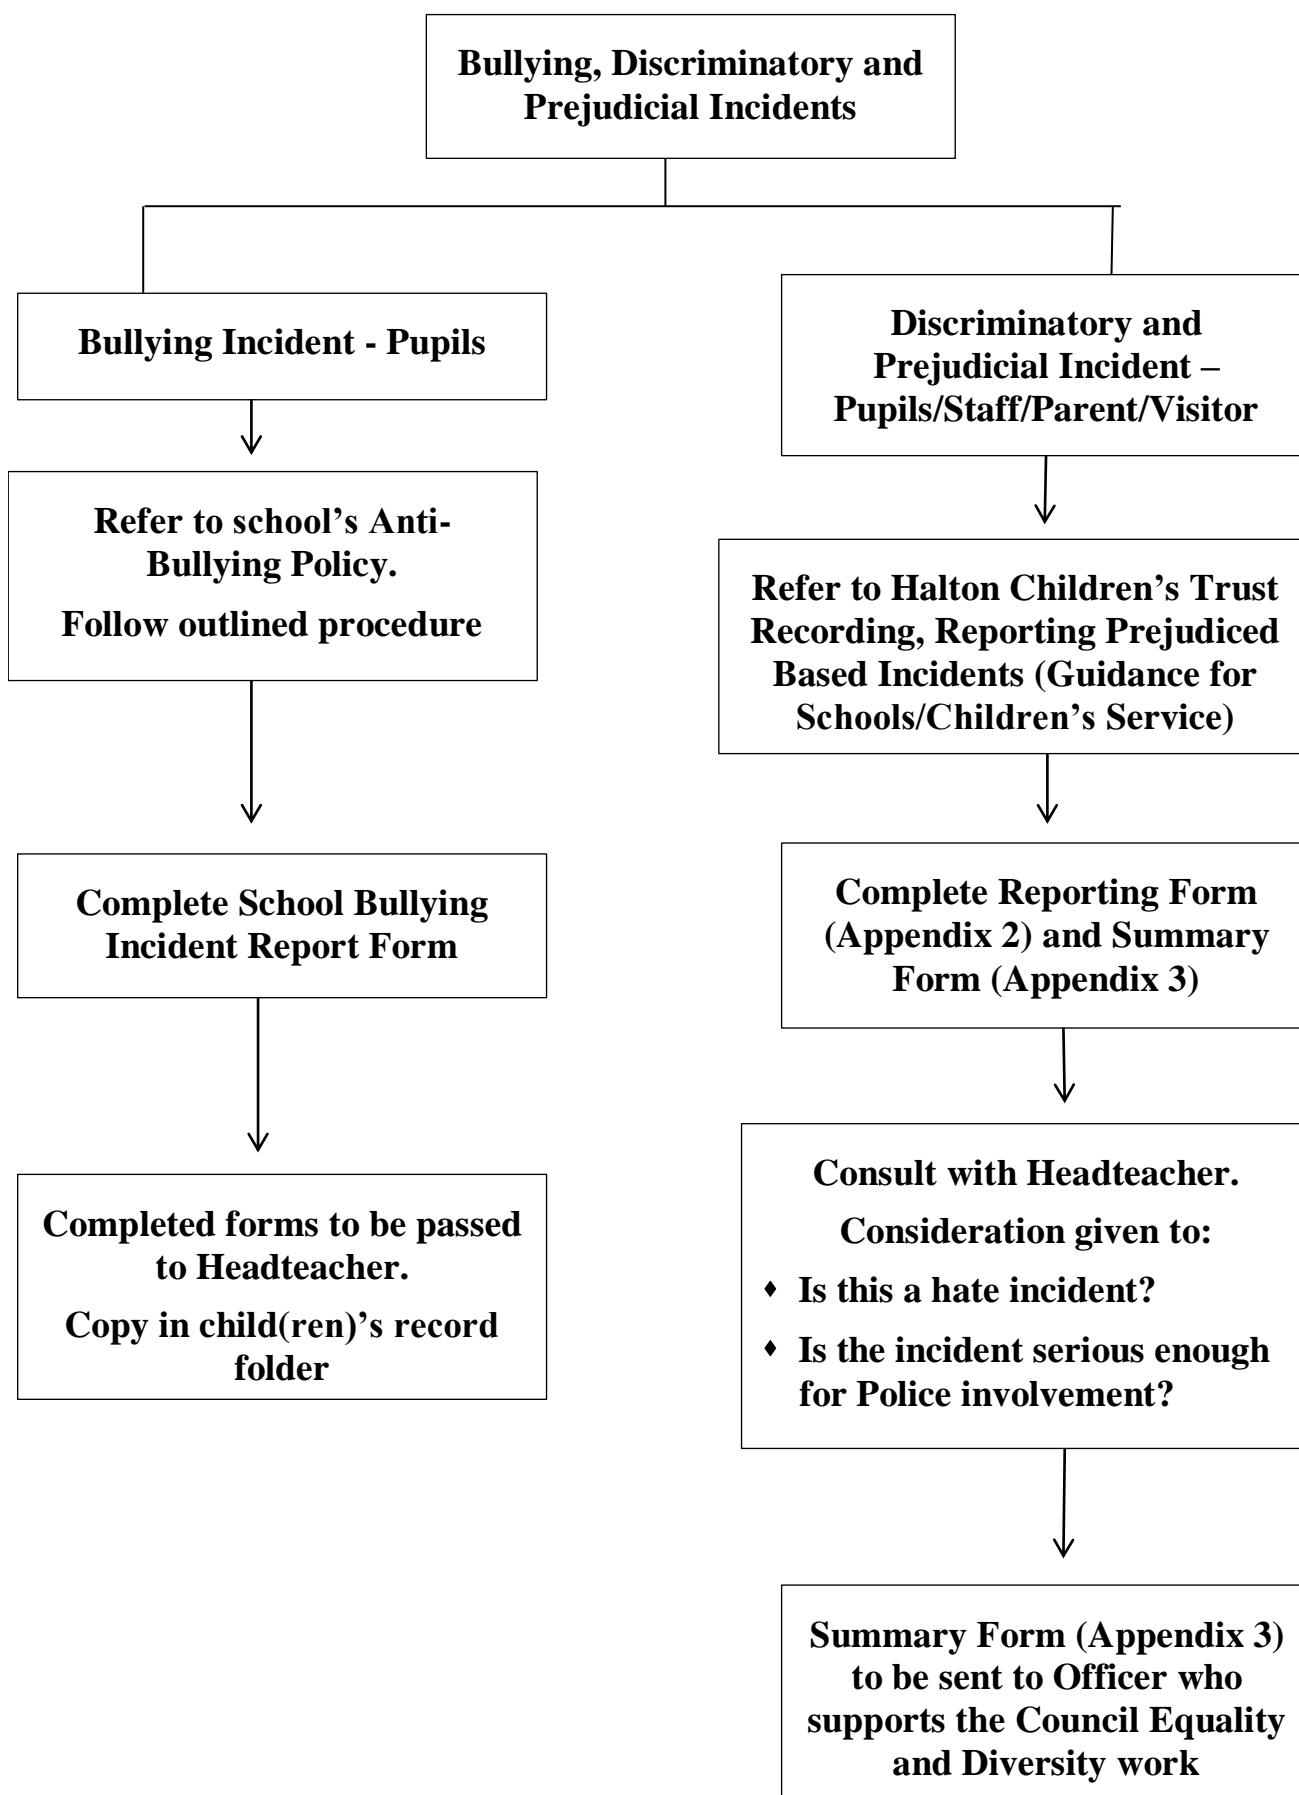 Bullying, Discriminatory and
Prejudicial Incidents
Bullying Incident - Pupils
Refer to school’s Anti-
Bullying Policy.
Follow outlined procedure
Complete School Bullying
Incident Report Form
Completed forms to be passed
to Headteacher.
Copy in child(ren)’s record
folder
Discriminatory and
Prejudicial Incident –
Pupils/Staff/Parent/Visitor
Refer to Halton Children’s Trust
Recording, Reporting Prejudiced
Based Incidents (Guidance for
Schools/Children’s Service)
Complete Reporting Form
(Appendix 2) and Summary
Form (Appendix 3)
Consult with Headteacher.
Consideration given to:
♦ Is this a hate incident?
♦ Is the incident serious enough
for Police involvement?
Summary Form (Appendix 3)
to be sent to Officer who
supports the Council Equality
and Diversity work